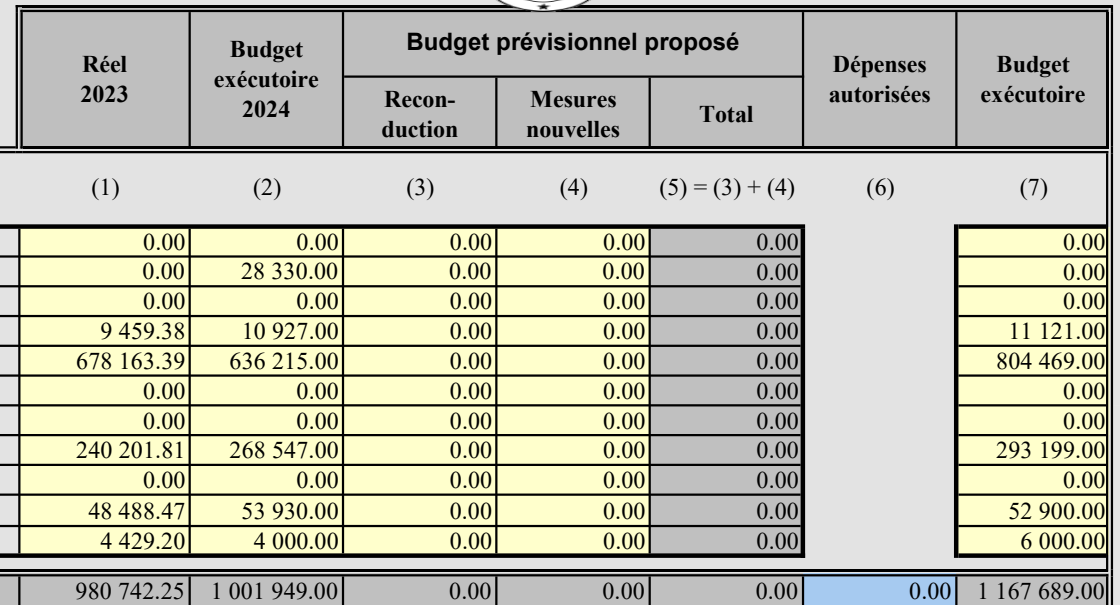 Réel 2023 Budget exécutoire 2024 Budget prévisionnel proposé Dépenses autorisées Budget exécutoire
Recon-duction Mesures nouvelles Total
(1) (2) (3) (4) (5) = (3) + (4) (6) (7)
0.00 0.00 0.00 0.00 0.00 0.00
0.00 28 330.00 0.00 0.00 0.00 0.00
0.00 0.00 0.00 0.00 0.00 0.00
9 459.38 10 927.00 0.00 0.00 0.00 11 121.00
678 163.39 636 215.00 0.00 0.00 0.00 804 469.00
0.00 0.00 0.00 0.00 0.00 0.00
0.00 0.00 0.00 0.00 0.00 0.00
240 201.81 268 547.00 0.00 0.00 0.00 293 199.00
0.00 0.00 0.00 0.00 0.00 0.00
48 488.47 53 930.00 0.00 0.00 0.00 52 900.00
4 429.20 4 000.00 0.00 0.00 0.00 6 000.00
980 742.25 1 001 949.00 0.00 0.00 0.00 0.00 1 167 689.00